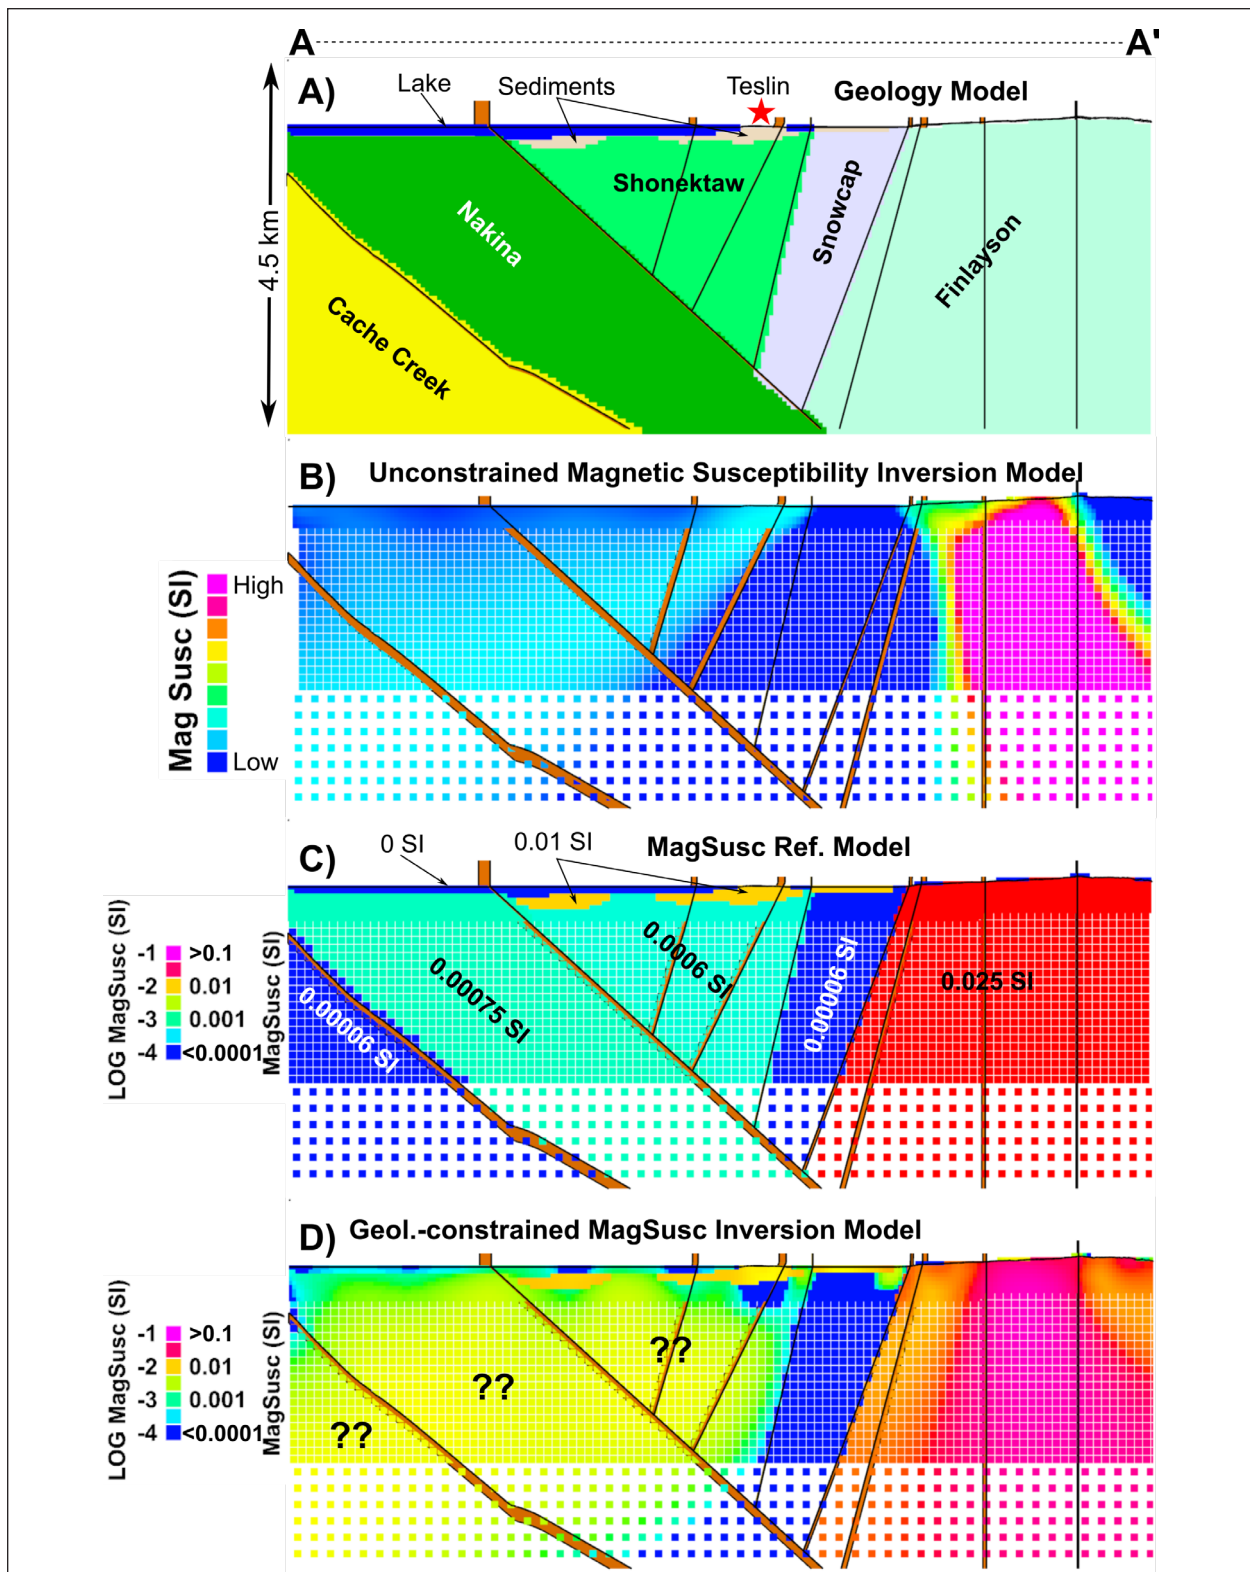 A A'
A) Lake Sediments Teslin Geology Model
4.5 km
Shonektaw
Nakina
Snowcap
Finlayson
Cache Creek
B) Unconstrained Magnetic Susceptibility Inversion Model
Mag Susc (SI)
High
Low
C) 0 SI 0.01 SI MagSusc Ref. Model
LOG MagSusc (SI)
-1 >0.1
-2 0.01
-3 0.001
-4 <0.0001
MagSusc (SI)
0.00006 SI
0.00075 SI
0.0006 SI
0.00006 SI
0.025 SI
D) Geol.-constrained MagSusc Inversion Model
LOG MagSusc (SI)
-1 >0.1
-2 0.01
-3 0.001
-4 <0.0001
MagSusc (SI)
??
??
??